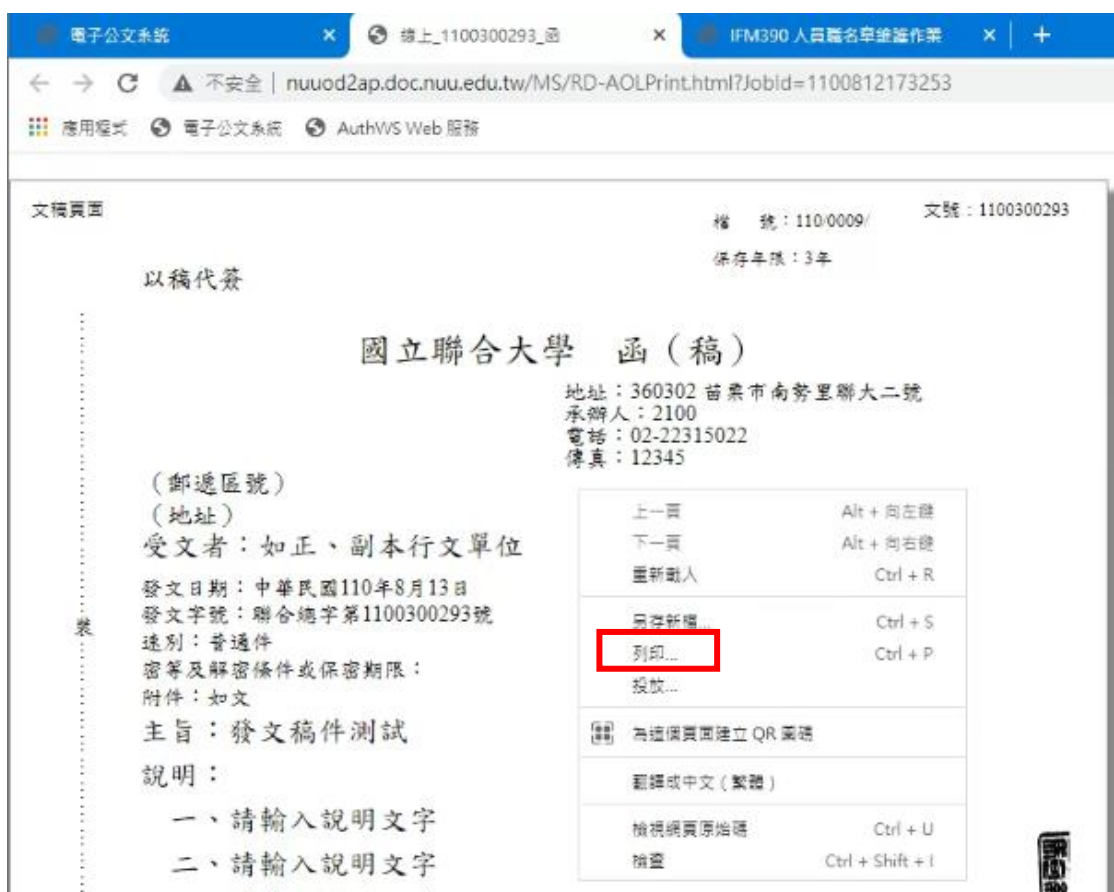 電子公文系統
線上_1100300293_函
IFM390 人員職名章維護作業
不安全 | nuuod2ap.doc.nuu.edu.tw/MS/RD-AOLPrint.html?JobId=1100812173253
應用程式 電子公文系統 AuthWS Web 服務
文稿頁面
檔 號：110/0009/
文號：1100300293
保存年限：3年
以稿代簽
國立聯合大學 函（稿）
地址：360302 苗栗市南勢里聯大二號
承辦人：2100
電話：02-22315022
傳真：12345
（郵遞區號）
（地址）
受文者：如正、副本行文單位
發文日期：中華民國110年8月13日
發文字號：聯合總字第1100300293號
速別：普通件
密等及解密條件或保密期限：
附件：如文
主旨：發文稿件測試
說明：
一、請輸入說明文字
二、請輸入說明文字
裝
上一頁 Alt + 向左鍵
下一頁 Alt + 向右鍵
重新載入 Ctrl + R
另存新檔... Ctrl + S
列印... Ctrl + P
投放...
為這個頁面建立 QR 圖碼
翻譯成中文（繁體）
檢視網頁原始碼 Ctrl + U
檢查 Ctrl + Shift + I